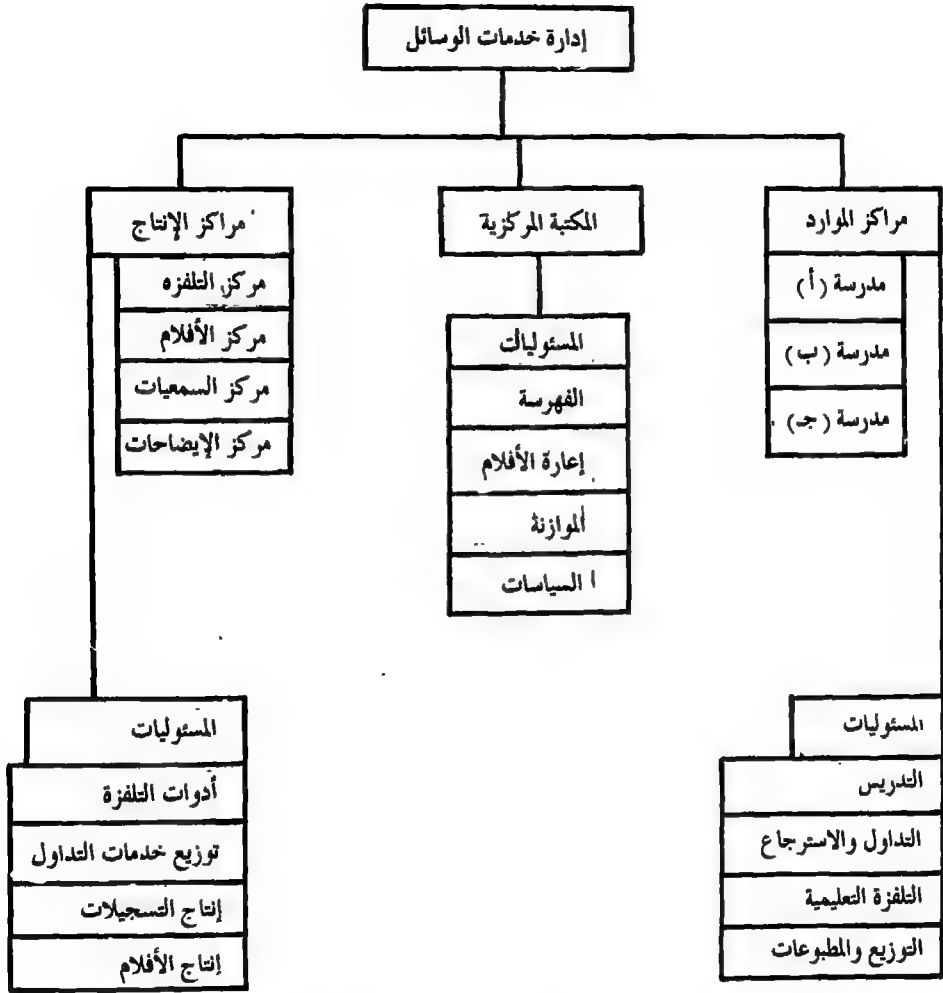 إدارة خدمات الوسائل
مراكز الموارد
مدرسة (أ)
مدرسة (ب)
مدرسة (جـ)
المكتبة المركزية
المسئوليات
الفهرسة
إعارة الأفلام
الموازنة
السياسات
مراكز الإنتاج
مركز التلفزه
مركز الأفلام
مركز السمعيات
مركز الإيضاحات
المسئوليات
التدريس
التداول والاسترجاع
التلفزة التعليمية
التوزيع والمطبوعات
المسئوليات
أدوات التلفزة
توزيع خدمات التداول
إنتاج التسجيلات
إنتاج الأفلام